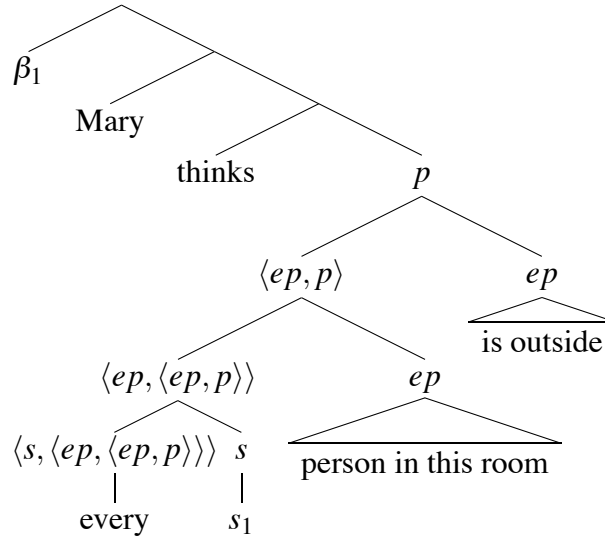 β₁
Mary
thinks p
⟨ep, p⟩ ep
is outside
⟨ep, ⟨ep, p⟩⟩ ep
⟨s, ⟨ep, ⟨ep, p⟩⟩⟩ s
person in this room
every s₁